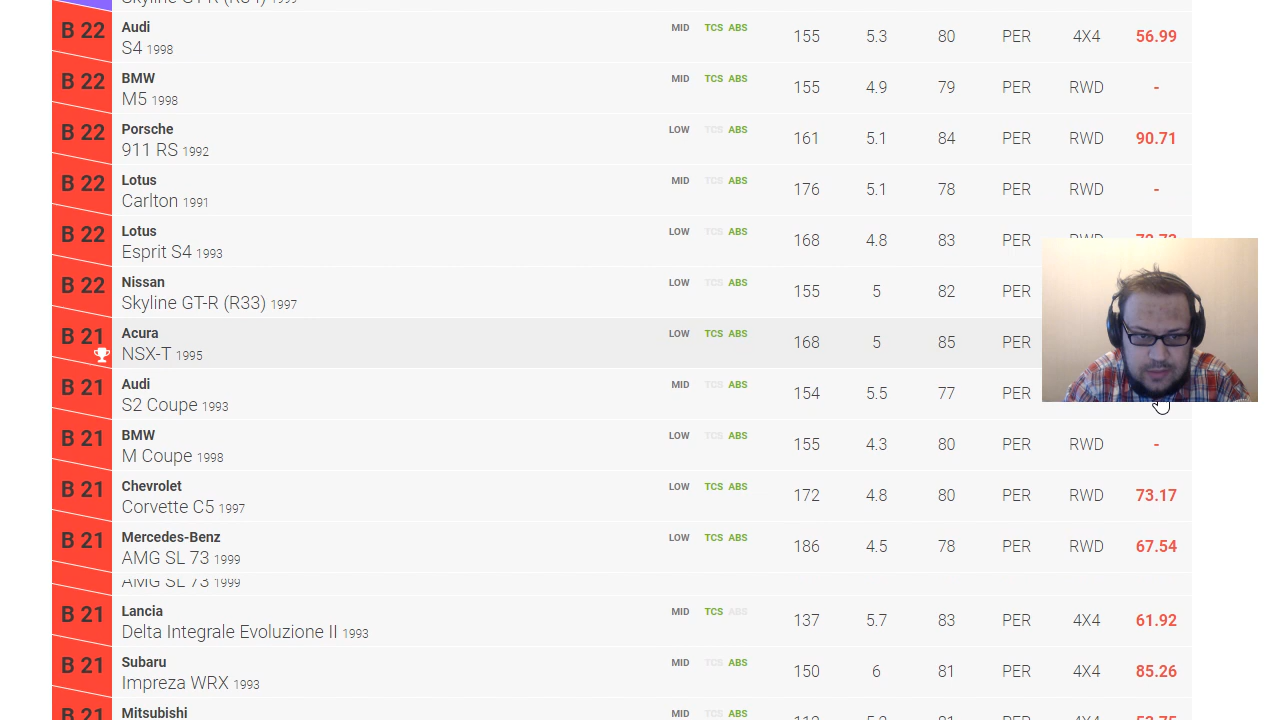 B 22 Audi MID TCS ABS 155 5.3 80 PER 4X4 56.99
S4 1998
B 22 BMW MID TCS ABS 155 4.9 79 PER RWD -
M5 1998
B 22 Porsche LOW TCS ABS 161 5.1 84 PER RWD 90.71
911 RS 1992
B 22 Lotus MID TCS ABS 176 5.1 78 PER RWD -
Carlton 1991
B 22 Lotus LOW TCS ABS 168 4.8 83 PER RWD
Esprit S4 1993
B 22 Nissan LOW TCS ABS 155 5 82 PER
Skyline GT-R (R33) 1997
B 21 Acura LOW TCS ABS 168 5 85 PER
NSX-T 1995
B 21 Audi MID TCS ABS 154 5.5 77 PER
S2 Coupe 1993
B 21 BMW LOW TCS ABS 155 4.3 80 PER RWD -
M Coupe 1998
B 21 Chevrolet LOW TCS ABS 172 4.8 80 PER RWD 73.17
Corvette C5 1997
B 21 Mercedes-Benz LOW TCS ABS 186 4.5 78 PER RWD 67.54
AMG SL 73 1999
AMG SL 73 1999
B 21 Lancia MID TCS ABS 137 5.7 83 PER 4X4 61.92
Delta Integrale Evoluzione II 1993
B 21 Subaru MID TCS ABS 150 6 81 PER 4X4 85.26
Impreza WRX 1993
B 21 Mitsubishi MID TCS ABS